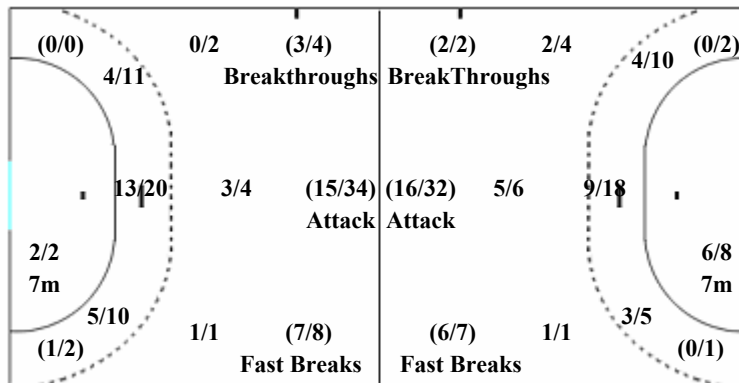 (0/0) 0/2 (3/4) (2/2) 2/4 (0/2)
4/11 4/10
Breakthroughs BreakThroughs
13/20 3/4 (15/34) (16/32) 5/6 9/18
Attack Attack
2/2 6/8
7m 7m
5/10 3/5
1/1 (7/8) (6/7) 1/1
(1/2) (0/1)
Fast Breaks Fast Breaks